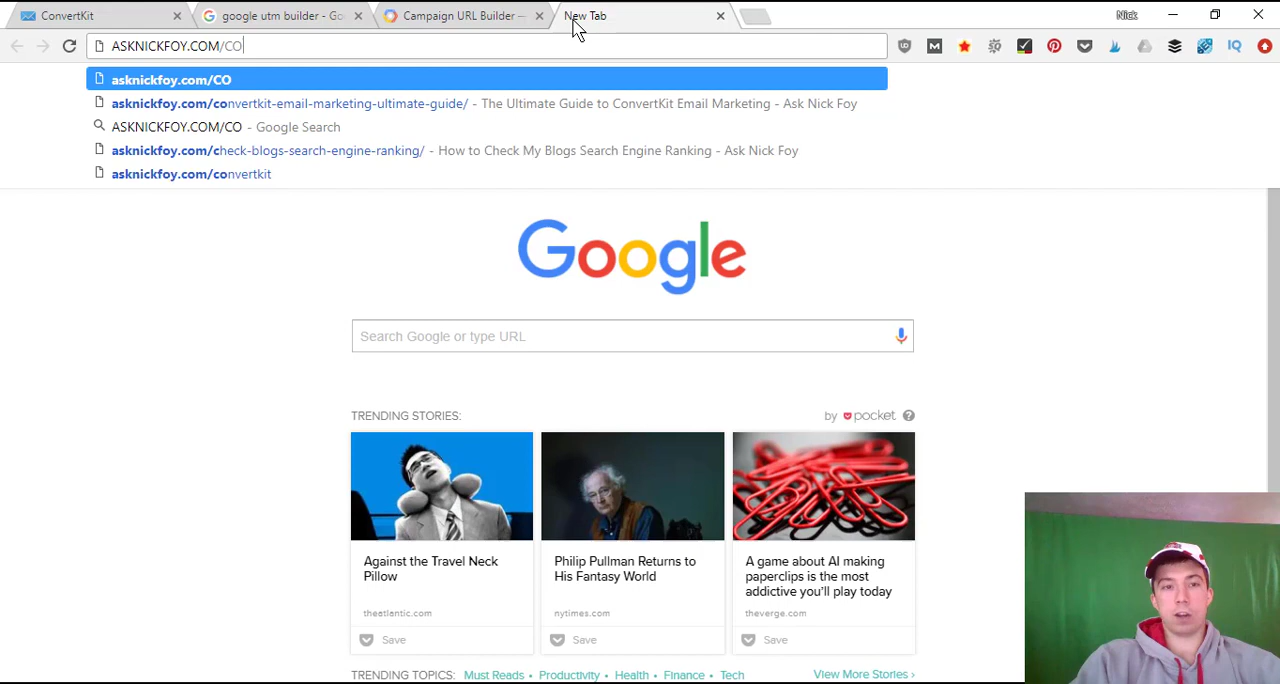 ConvertKit
google utm builder - Go
Campaign URL Builder —
New Tab
Nick
ASKNICKFOY.COM/CO
asknickfoy.com/CO
asknickfoy.com/convertkit-email-marketing-ultimate-guide/ - The Ultimate Guide to ConvertKit Email Marketing - Ask Nick Foy
ASKNICKFOY.COM/CO - Google Search
asknickfoy.com/check-blogs-search-engine-ranking/ - How to Check My Blogs Search Engine Ranking - Ask Nick Foy
asknickfoy.com/convertkit
Google
Search Google or type URL
TRENDING STORIES:
by pocket ?
Against the Travel Neck
Pillow
theatlantic.com
Save
Philip Pullman Returns to
His Fantasy World
nytimes.com
Save
A game about AI making
paperclips is the most
addictive you'll play today
theverge.com
Save
TRENDING TOPICS: Must Reads • Productivity • Health • Finance • Tech
View More Stories ›